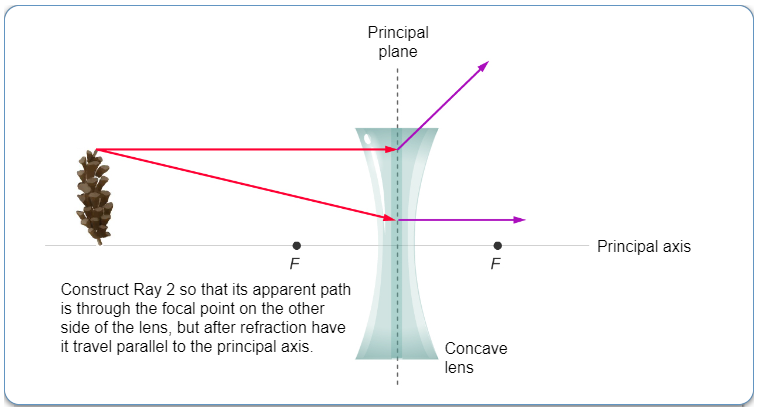 Principal
plane
Principal axis
F
F
Construct Ray 2 so that its apparent path
is through the focal point on the other
side of the lens, but after refraction have
it travel parallel to the principal axis.
Concave
lens